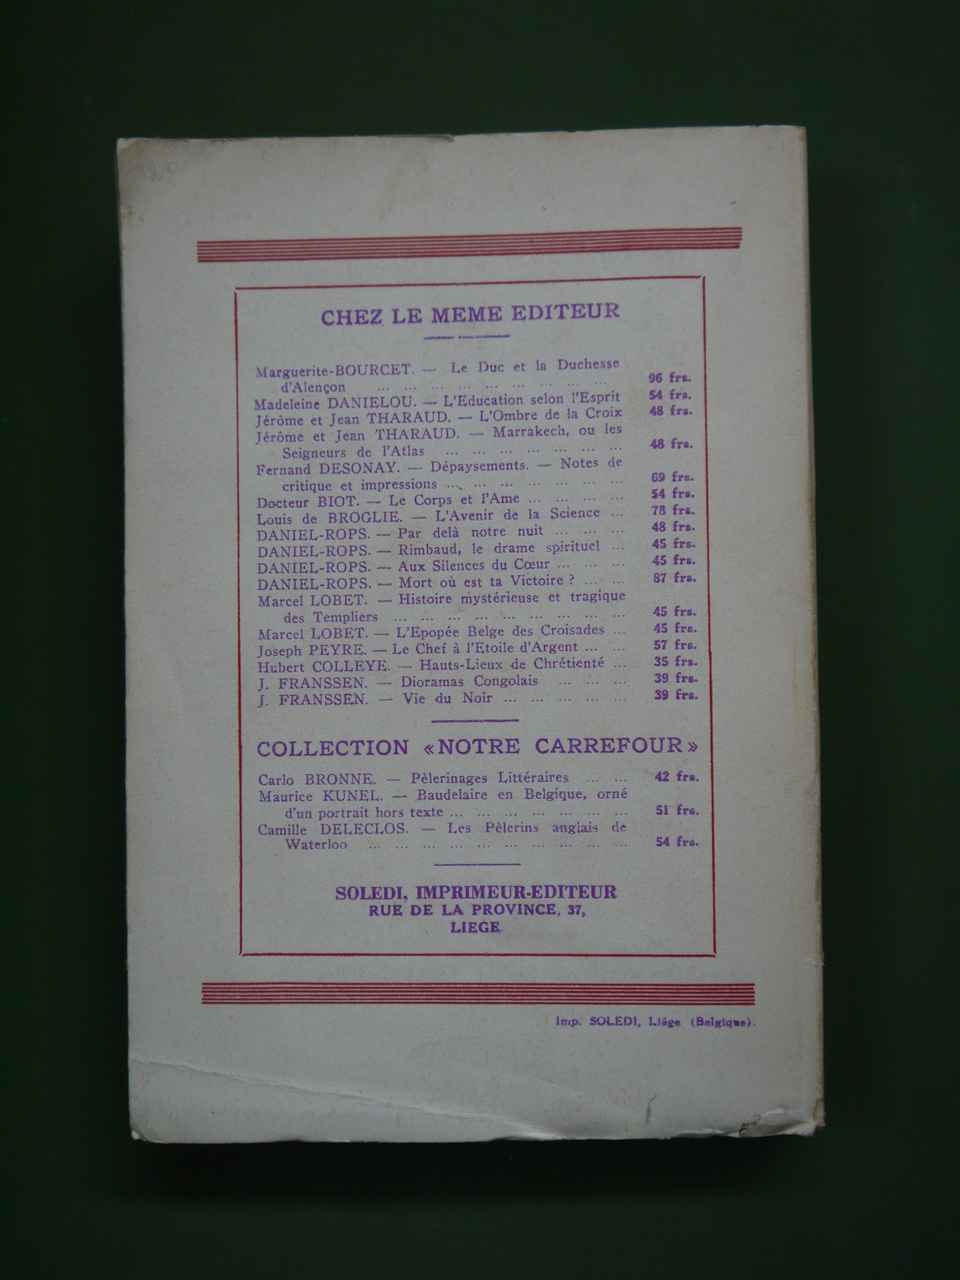 CHEZ LE MEME EDITEUR
Marguerite-BOURCET. — Le Duc et la Duchesse
d'Alençon ... ... ... ... ... ... ... ... ... 96 frs.
Madeleine DANIELOU. — L'Education selon l'Esprit 54 frs.
Jérôme et Jean THARAUD. — L'Ombre de la Croix 48 frs.
Jérôme et Jean THARAUD. — Marrakech, ou les
Seigneurs de l'Atlas ... ... ... ... ... ... ... 48 frs.
Fernand DESONAY. — Dépaysements. — Notes de
critique et impressions ... ... ... ... ... ... ... 69 frs.
Docteur BIOT. — Le Corps et l'Ame ... ... ... ... 54 frs.
Louis de BROGLIE. — L'Avenir de la Science ... 78 frs.
DANIEL-ROPS. — Par delà notre nuit ... ... ... 48 frs.
DANIEL-ROPS. — Rimbaud, le drame spirituel ... 45 frs.
DANIEL-ROPS. — Aux Silences du Cœur ... ... ... 45 frs.
DANIEL-ROPS. — Mort où est ta Victoire ? ... ... 87 frs.
Marcel LOBET. — Histoire mystérieuse et tragique
des Templiers ... ... ... ... ... ... ... ... ... 45 frs.
Marcel LOBET. — L'Epopée Belge des Croisades ... 45 frs.
Joseph PEYRE. — Le Chef à l'Etoile d'Argent ... ... 57 frs.
Hubert COLLEYE. — Hauts-Lieux de Chrétienté ... 35 frs.
J. FRANSSEN. — Dioramas Congolais ... ... ... 39 frs.
J. FRANSSEN. — Vie du Noir ... ... ... ... ... 39 frs.
COLLECTION «NOTRE CARREFOUR»
Carlo BRONNE. — Pèlerinages Littéraires ... ... 42 frs.
Maurice KUNEL. — Baudelaire en Belgique, orné
d'un portrait hors texte ... ... ... ... ... ... ... 51 frs.
Camille DELECLOS. — Les Pèlerins anglais de
Waterloo ... ... ... ... ... ... ... ... ... ... 54 frs.
SOLEDI, IMPRIMEUR-EDITEUR
RUE DE LA PROVINCE, 37,
LIEGE
Imp. SOLEDI, Liége (Belgique).